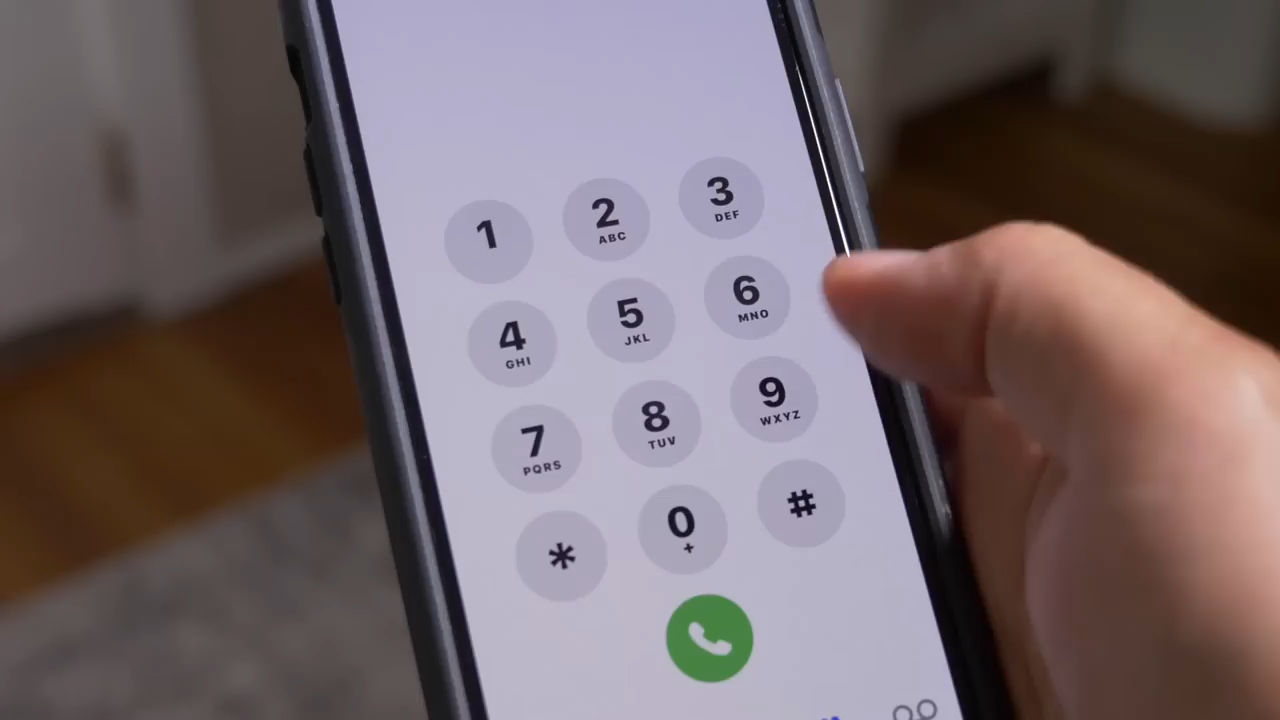 1 2 3
ABC DEF
4 5 6
GHI JKL MNO
7 8 9
PQRS TUV WXYZ
* 0 #
+